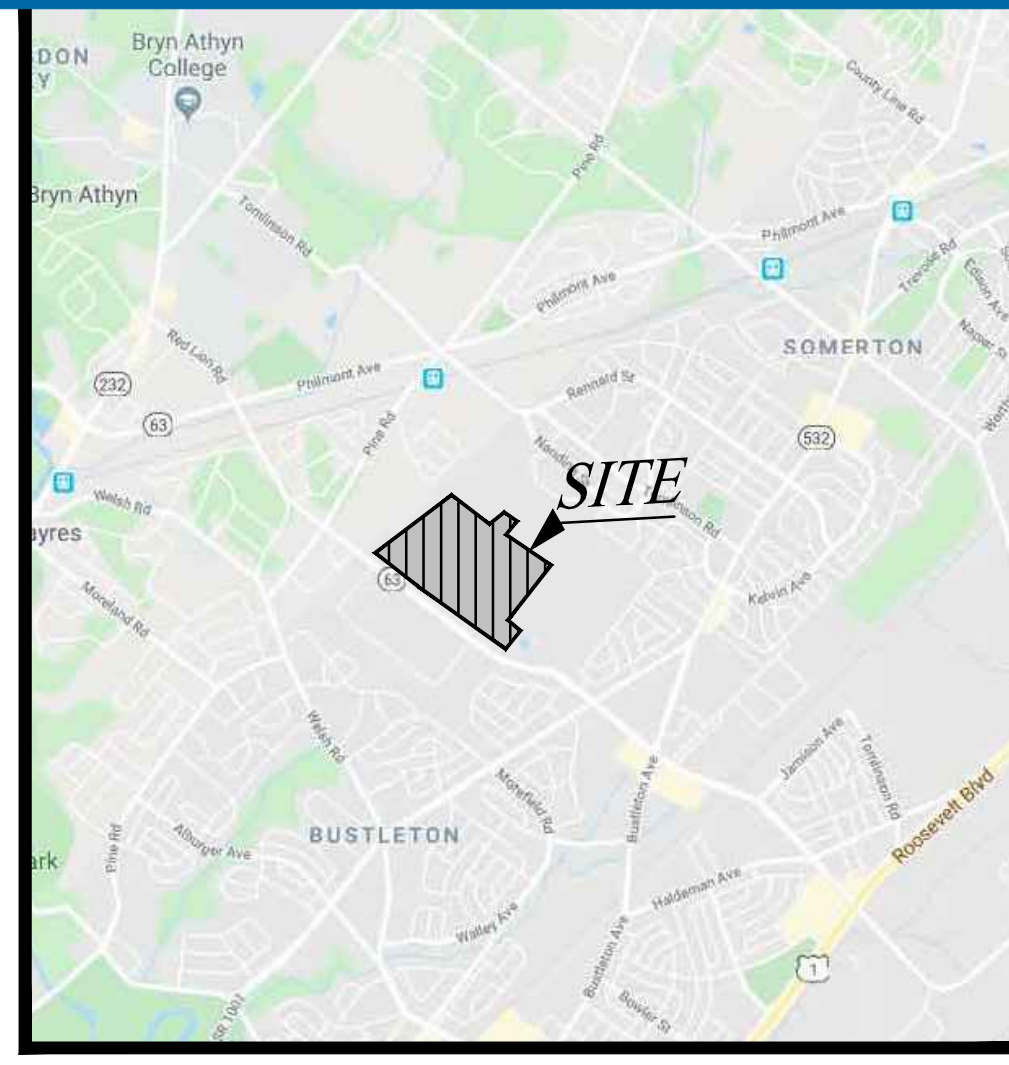 Bryn Athyn
College
DON
Y
County Line Rd
Pine Rd
Bryn Athyn
Tomlinson Rd
Philmont Ave
Trevose Rd
Edison Ave
Philmont Ave
Napier St
SOMERTON
Red Lion Rd
Philmont Ave
232
63
Rennard St
Pine Rd
532
SITE
Welsh Rd
Tomlinson Rd
ayres
63
Moreland Rd
Kelvin Ave
Welsh Rd
Jamison Ave
Tomlinson Rd
Bustleton Ave
Roosevelt Blvd
Morefield Rd
BUSTLETON
Pine Rd
Alburger Ave
ark
Haldeman Ave
Walley Ave
Bustleton Ave
1
Bowler St
SR 1007